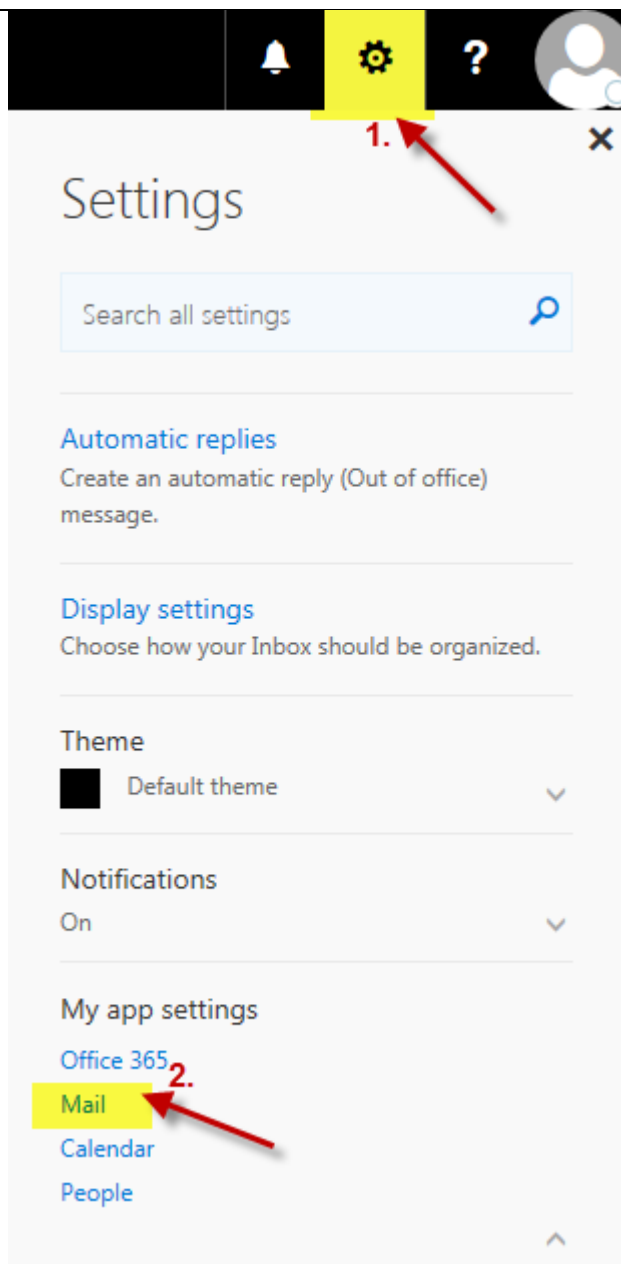 ?
1.
Settings
Search all settings
Automatic replies
Create an automatic reply (Out of office)
message.
Display settings
Choose how your Inbox should be organized.
Theme
Default theme
Notifications
On
My app settings
Office 365
2.
Mail
Calendar
People